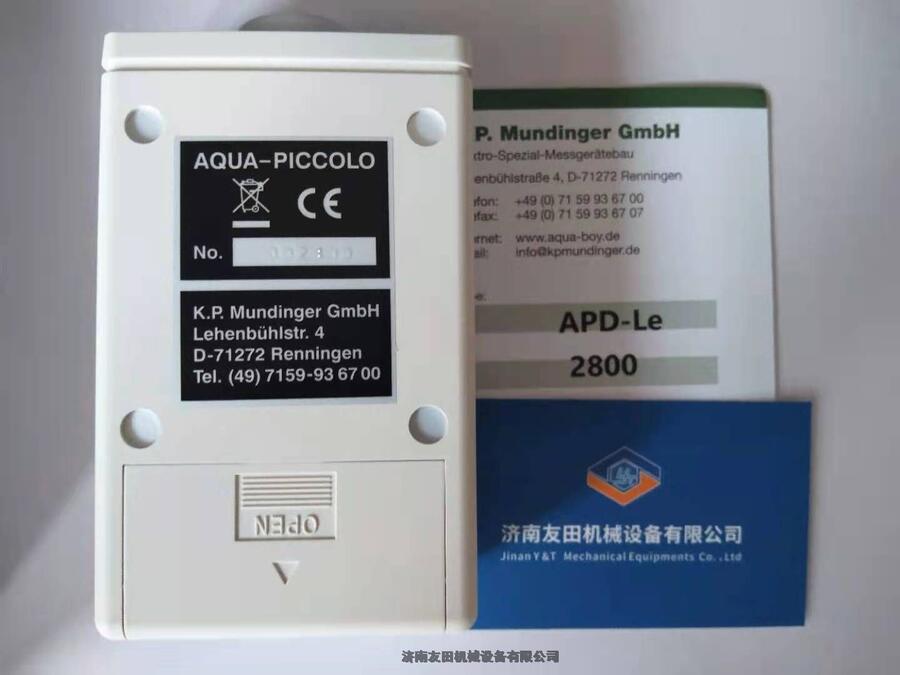 AQUA-PICCOLO
CE
No. 002800
K.P. Mundinger GmbH
Lehenbühlstr. 4
D-71272 Renningen
Tel. (49) 7159-93 67 00
OPEN
P. Mundinger GmbH
ktro-Spezial-Messgerätebau
enbühlstraße 4, D-71272 Renningen
efon: +49 (0) 71 59 93 67 00
efax: +49 (0) 71 59 93 67 07
rnet: www.aqua-boy.de
ail: info@kpmundinger.de
e:
APD-Le
2800
济南友田机械设备有限公司
Jinan Y&T Mechanical Equipments Co.,Ltd
济南友田机械设备有限公司